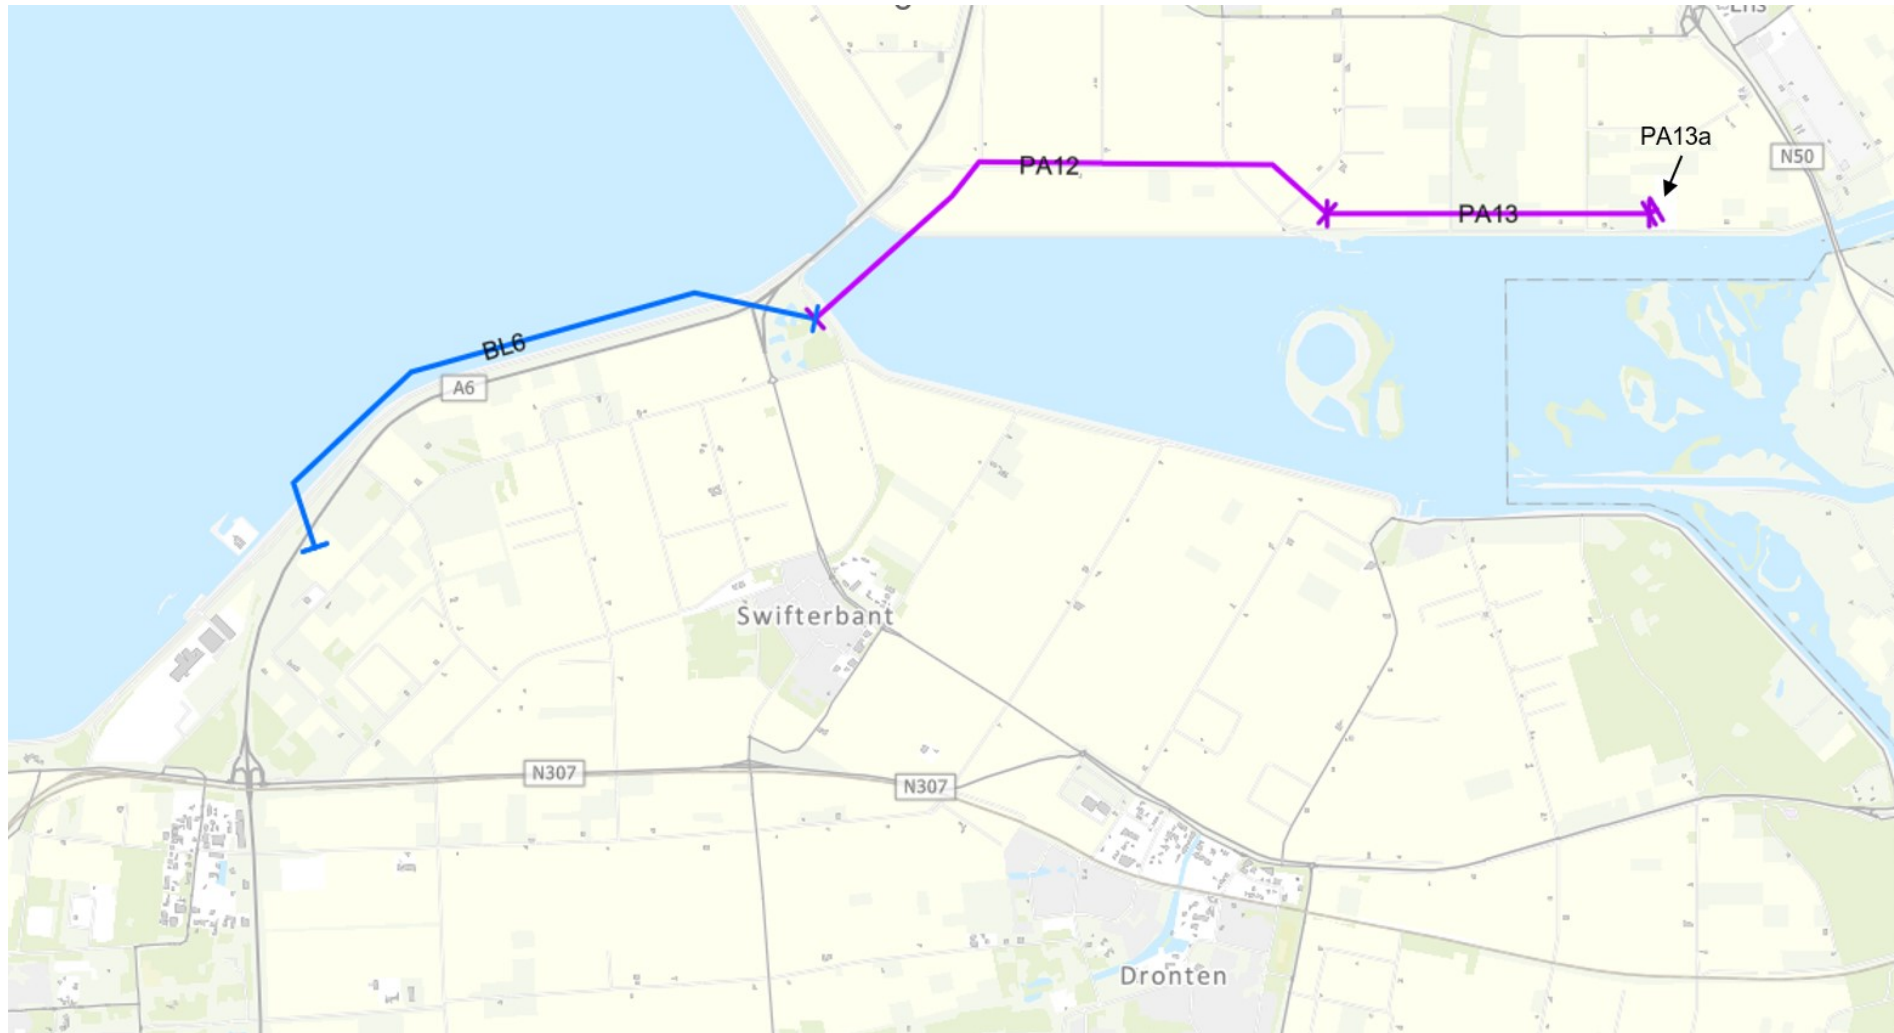 PA13a
N50
PA12
PA13
BL6
A6
Swifterbant
N307
N307
Dronten